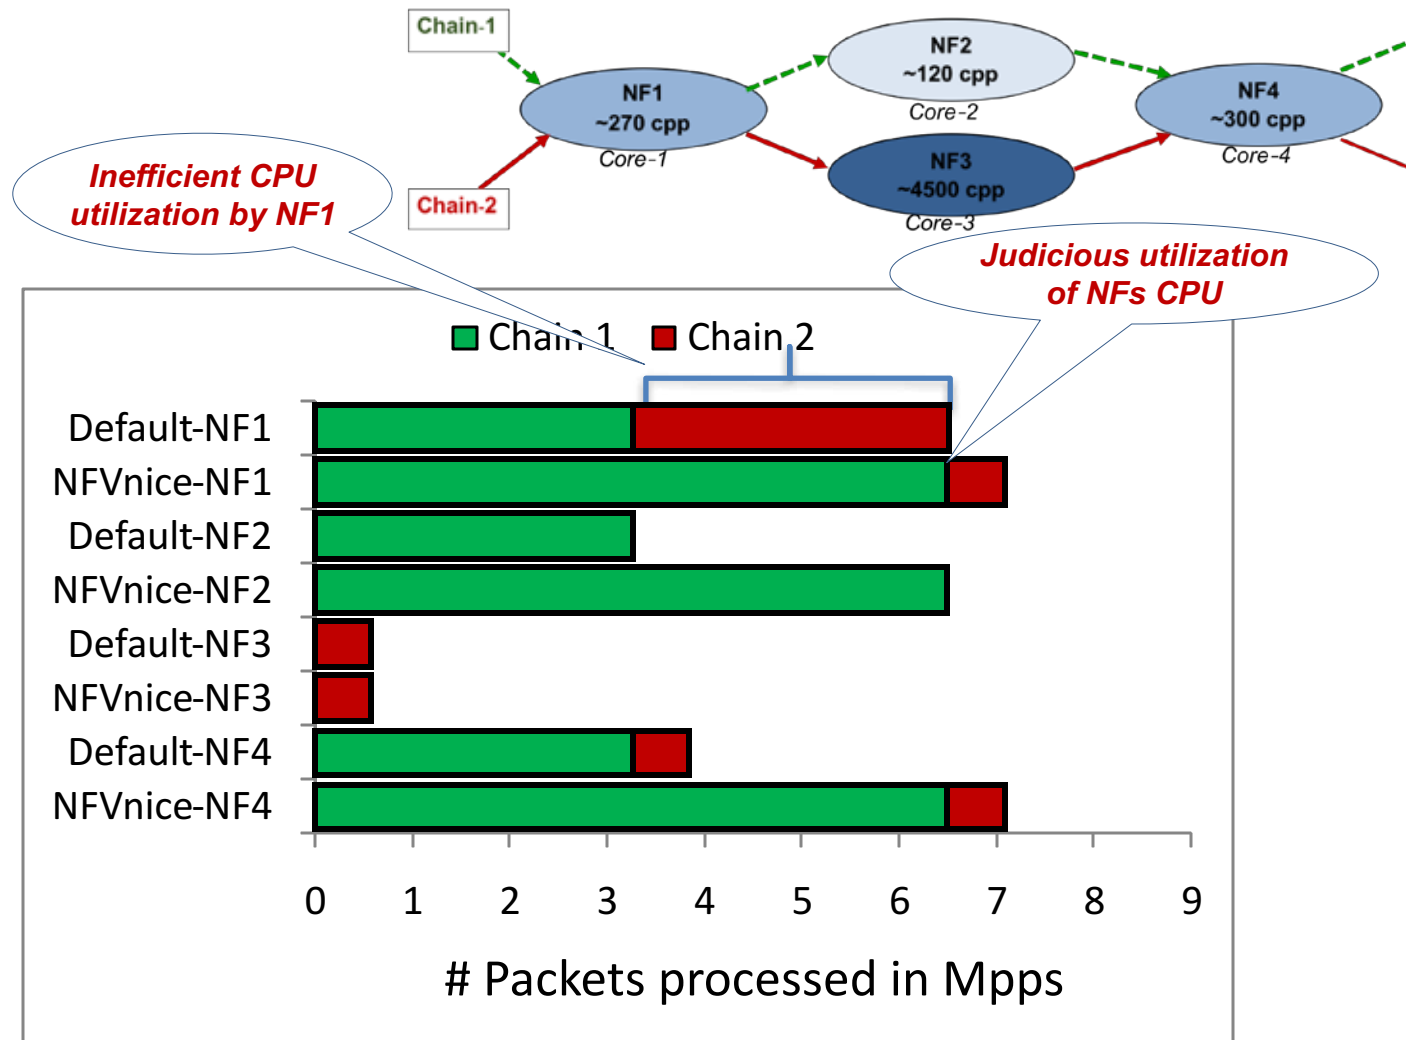 Chain-1
NF2
~120 cpp
Core-2
NF1
~270 cpp
Core-1
NF4
~300 cpp
Core-4
NF3
~4500 cpp
Core-3
Chain-2
Inefficient CPU
utilization by NF1
Judicious utilization
of NFs CPU
Chain 1 Chain 2
Default-NF1
NFVnice-NF1
Default-NF2
NFVnice-NF2
Default-NF3
NFVnice-NF3
Default-NF4
NFVnice-NF4
0 1 2 3 4 5 6 7 8 9
# Packets processed in Mpps